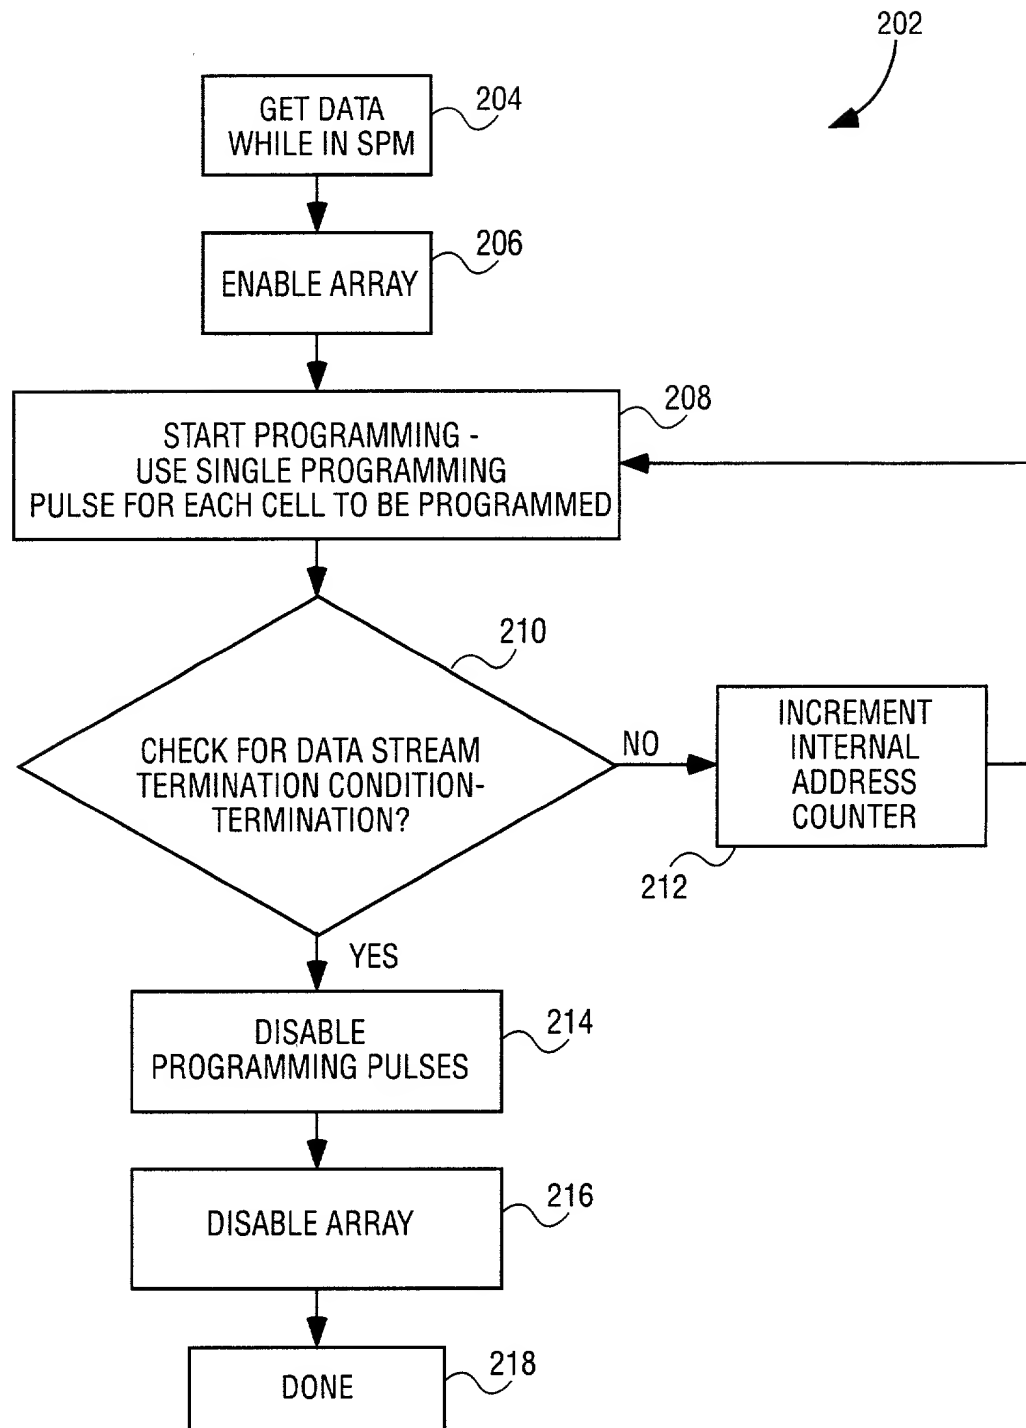 202
GET DATA
WHILE IN SPM
204
ENABLE ARRAY
206
START PROGRAMMING -
USE SINGLE PROGRAMMING
PULSE FOR EACH CELL TO BE PROGRAMMED
208
CHECK FOR DATA STREAM
TERMINATION CONDITION-
TERMINATION?
210
NO
INCREMENT
INTERNAL
ADDRESS
COUNTER
212
YES
DISABLE
PROGRAMMING PULSES
214
DISABLE ARRAY
216
DONE
218